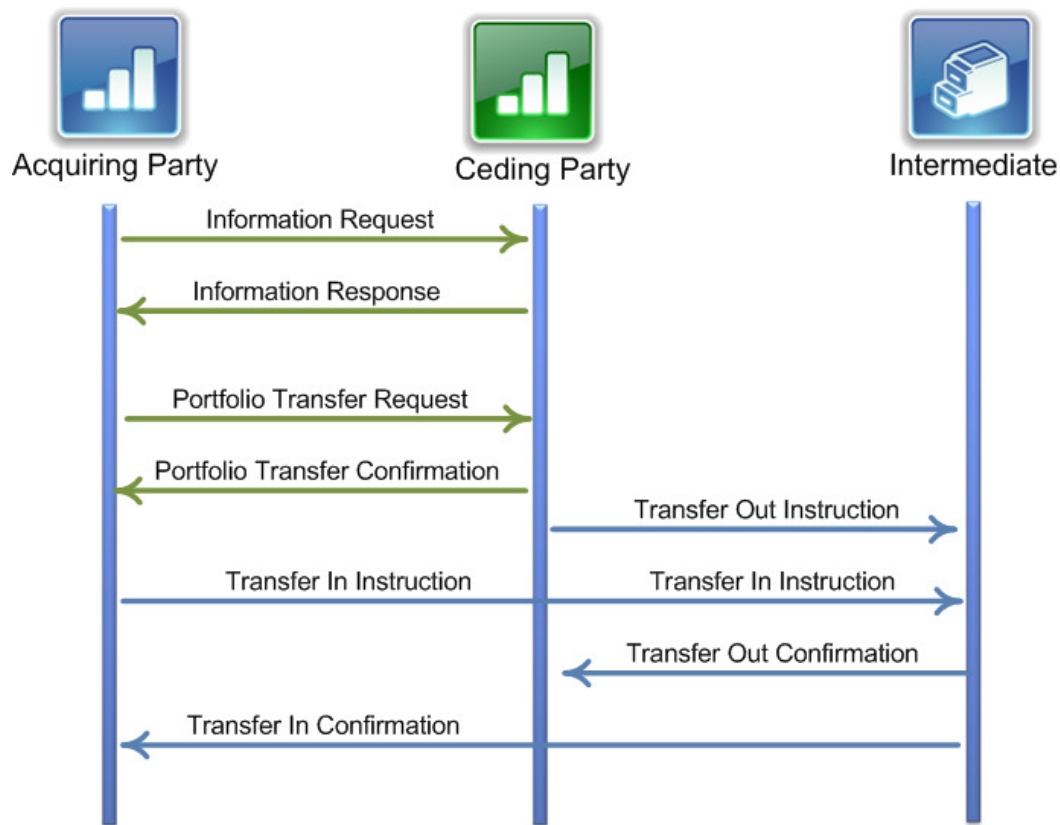 Acquiring Party
Ceding Party
Intermediate
Information Request
Information Response
Portfolio Transfer Request
Portfolio Transfer Confirmation
Transfer Out Instruction
Transfer In Instruction
Transfer In Instruction
Transfer Out Confirmation
Transfer In Confirmation